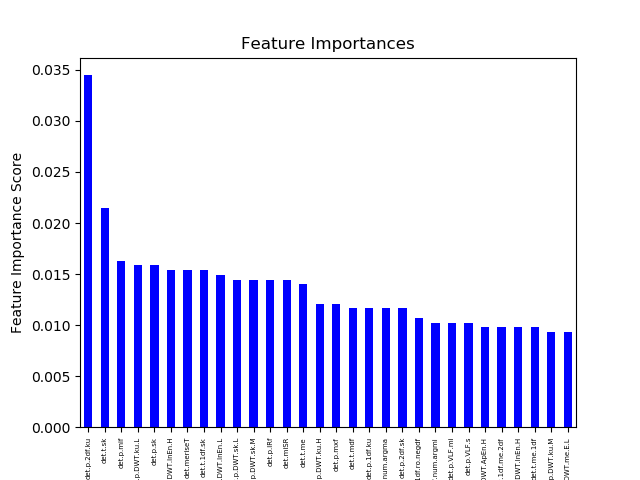 Feature Importances
Feature Importance Score
0.035
0.030
0.025
0.020
0.015
0.010
0.005
0.000
det.p.2df.ku
det.t.sk
det.p.mif
.p.DWT.ku.L
det.p.sk
DWT.InEn.H
det.meriseT
det.t.1df.sk
.DWT.InEn.L
.p.DWT.sk.L
p.DWT.sk.M
det.p.IRf
det.miSR
det.t.me
p.DWT.ku.H
det.p.mxf
det.t.mdf
det.p.1df.ku
num.argma
det.p.2df.sk
1df.ro.negdf
.num.argmi
det.p.VLF.mi
det.p.VLF.s
DWT.ApEn.H
.1df.me.2df
DWT.InEn.H
det.t.me.1df
p.DWT.ku.M
DWT.me.E.L